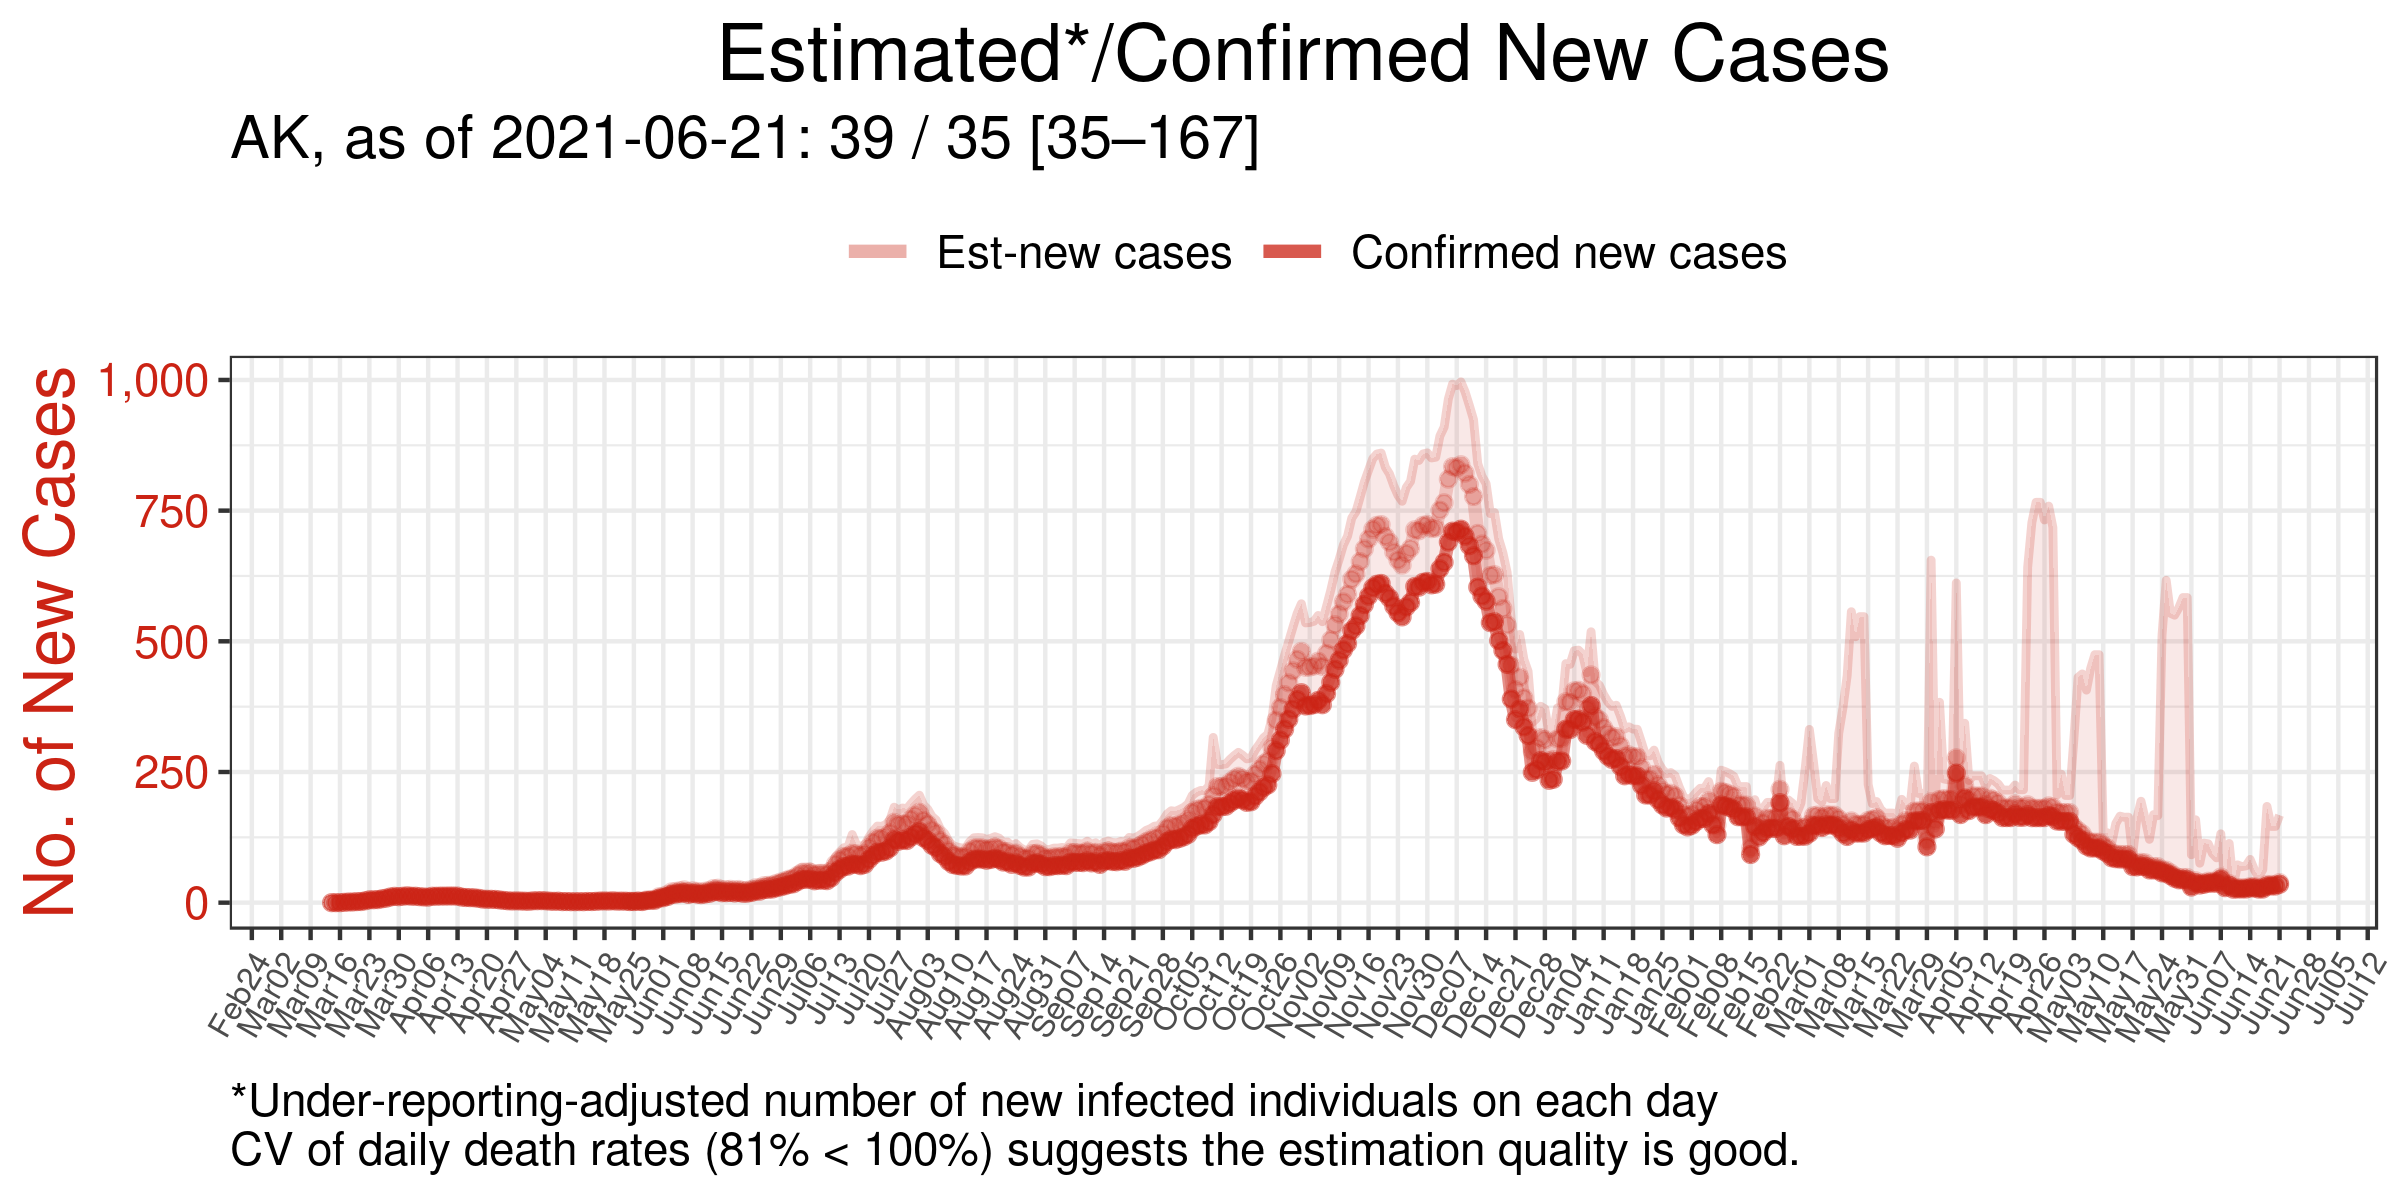 Estimated*/Confirmed New Cases
AK, as of 2021-06-21: 39 / 35 [35–167]
Est-new cases Confirmed new cases
No. of New Cases
1,000
750
500
250
0
Feb24 Mar02 Mar09 Mar16 Mar23 Mar30 Apr06 Apr13 Apr20 Apr27 May04 May11 May18 May25 Jun01 Jun08 Jun15 Jun22 Jun29 Jul06 Jul13 Jul20 Jul27 Aug03 Aug10 Aug17 Aug24 Aug31 Sep07 Sep14 Sep21 Sep28 Oct05 Oct12 Oct19 Oct26 Nov02 Nov09 Nov16 Nov23 Nov30 Dec07 Dec14 Dec21 Dec28 Jan04 Jan11 Jan18 Jan25 Feb01 Feb08 Feb15 Feb22 Mar01 Mar08 Mar15 Mar22 Mar29 Apr05 Apr12 Apr19 Apr26 May03 May10 May17 May24 May31 Jun07 Jun14 Jun21 Jun28 Jul05 Jul12
*Under-reporting-adjusted number of new infected individuals on each day
CV of daily death rates (81% < 100%) suggests the estimation quality is good.